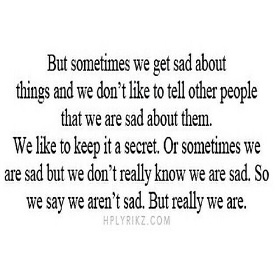 But sometimes we get sad about
things and we don't like to tell other people
that we are sad about them.
We like to keep it a secret. Or sometimes we
are sad but we don't really know we are sad. So
we say we aren't sad. But really we are.
HPLYRIKZ.COM